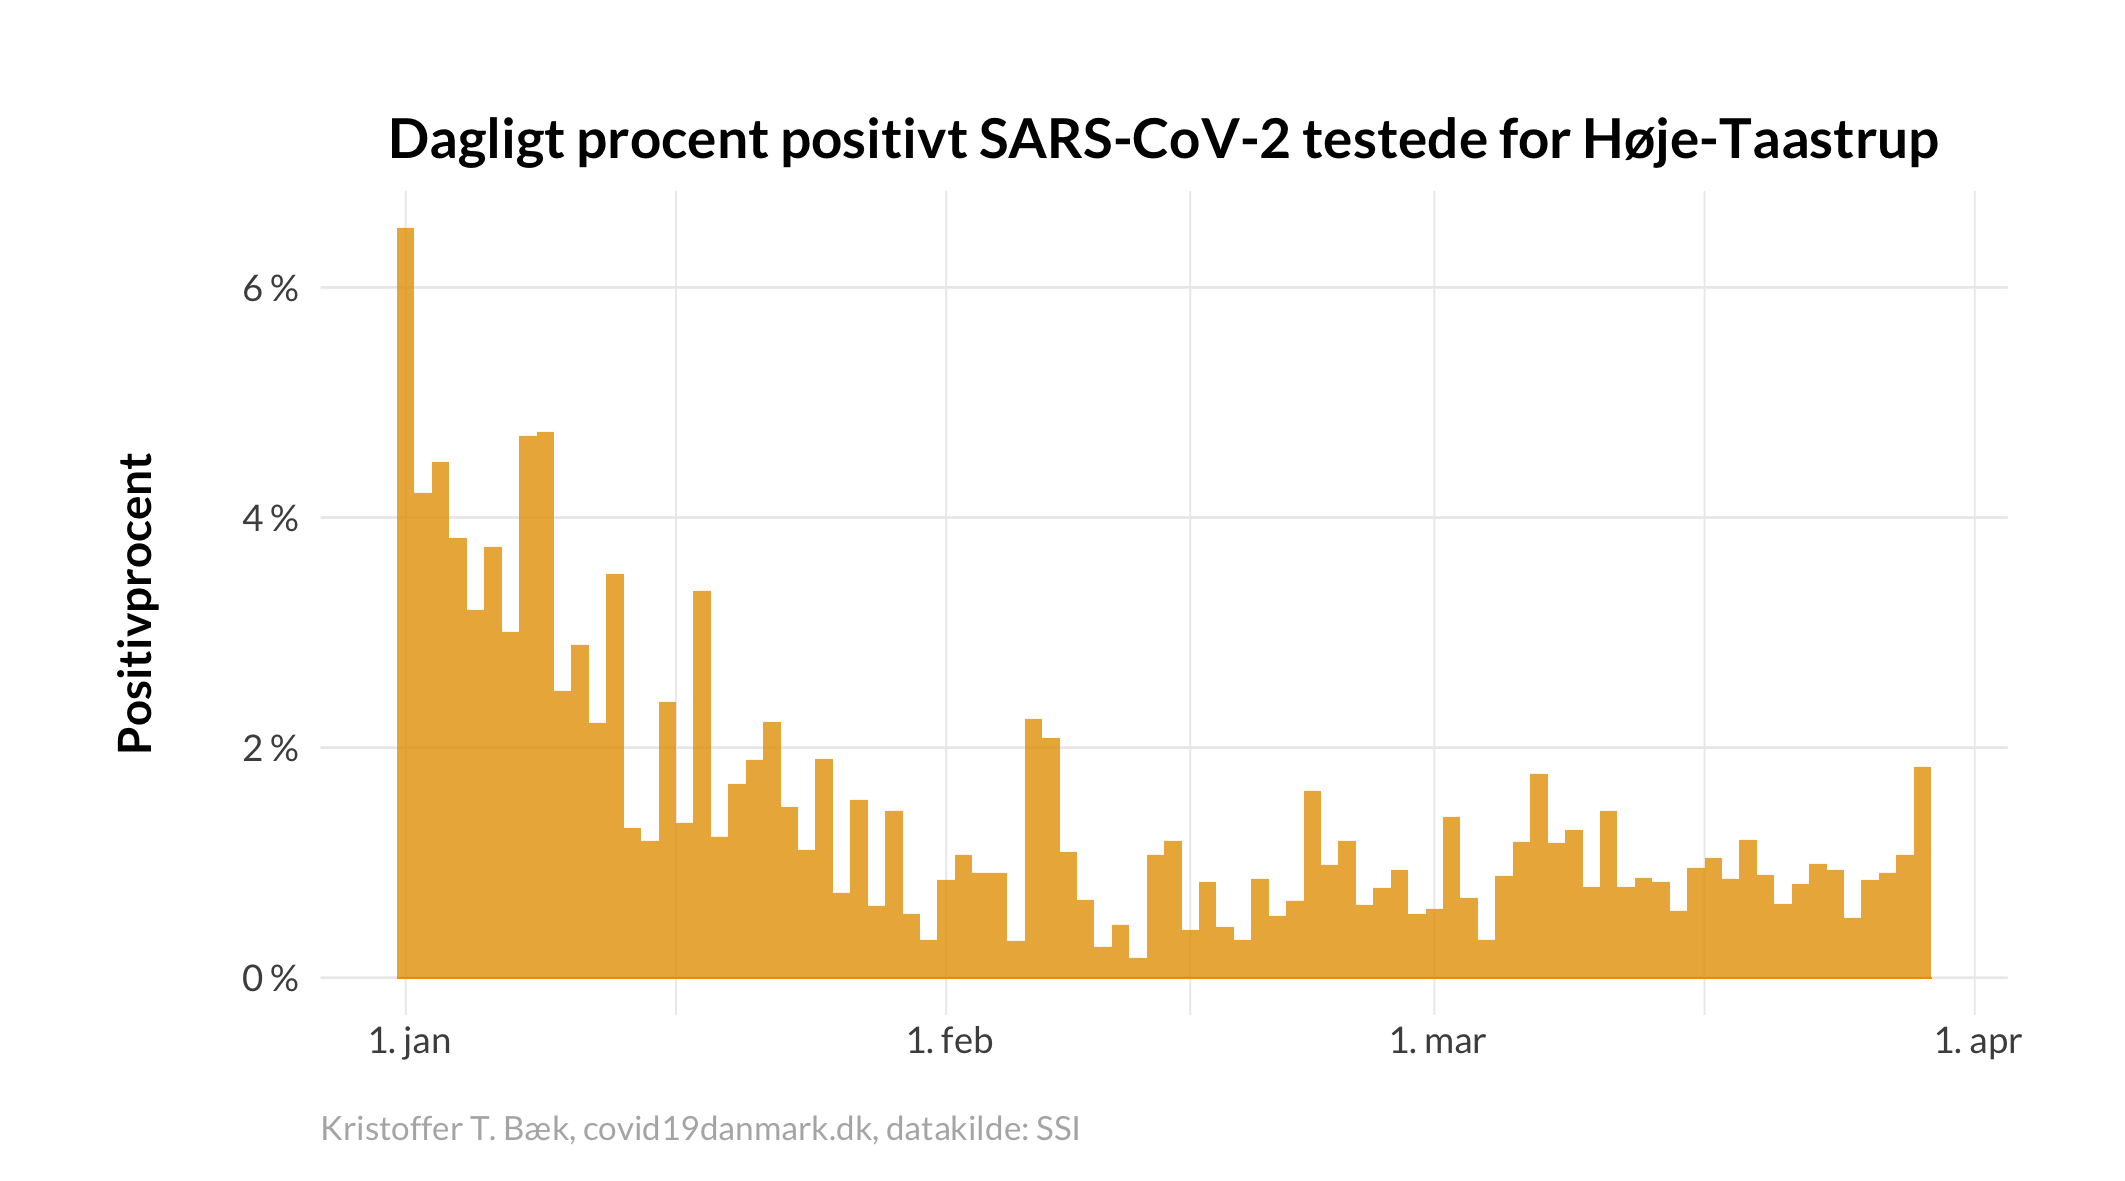 Dagligt procent positivt SARS-CoV-2 testede for Høje-Taastrup
Positivprocent
6 %
4 %
2 %
0 %
1. jan
1. feb
1. mar
1. apr
Kristoffer T. Bæk, covid19danmark.dk, datakilde: SSI